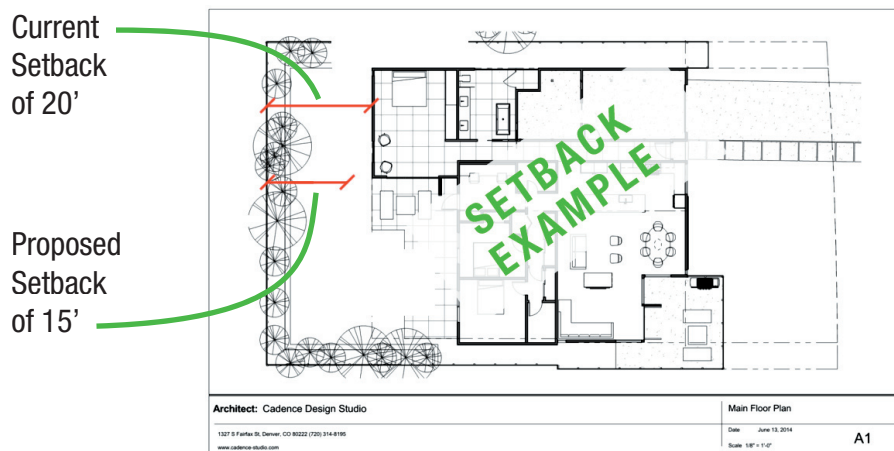 Current
Setback
of 20’
Proposed
Setback
of 15’
SETBACK
EXAMPLE
Architect: Cadence Design Studio
1327 S Fairfax St, Denver, CO 80222 (720) 314-8195
www.cadence-studio.com
Main Floor Plan
Date June 13, 2014
Scale 1/8" = 1'-0"
A1